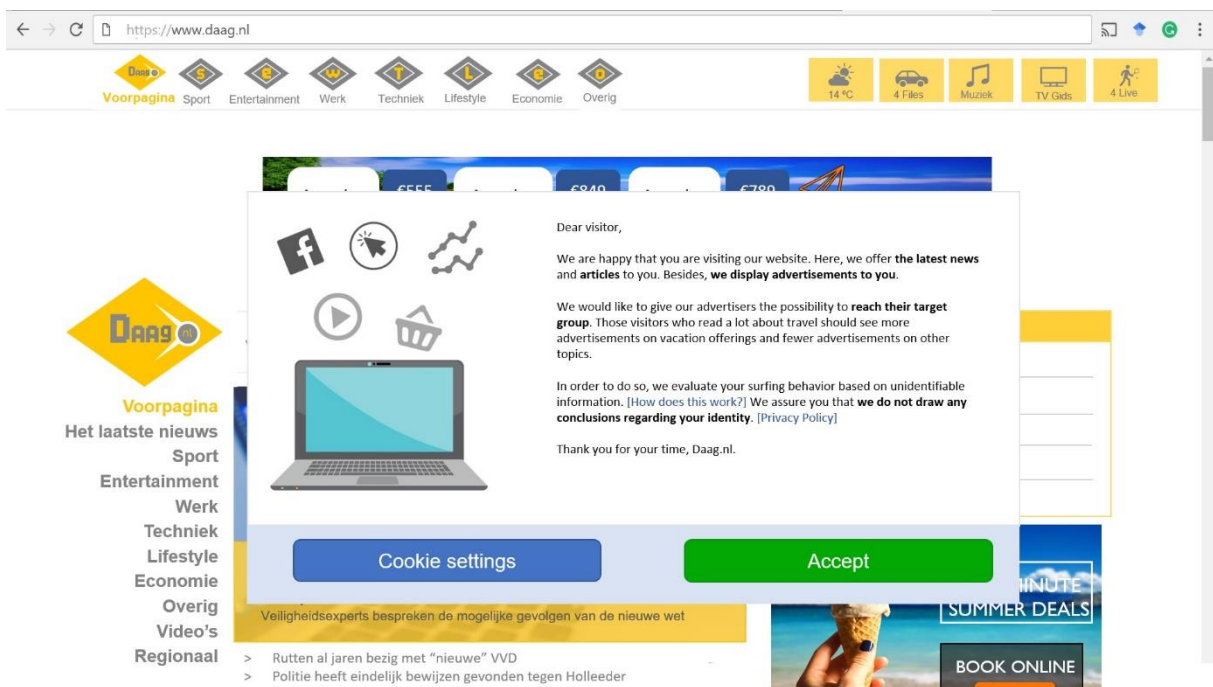 https://www.daag.nl
DAAG
S
e
w
T
L
e
o
Voorpagina
Sport
Entertainment
Werk
Techniek
Lifestyle
Economie
Overig
14 °C
4 Files
Muziek
TV Gids
4 Live
€555
€849
€789
Dear visitor,
We are happy that you are visiting our website. Here, we offer the latest news
and articles to you. Besides, we display advertisements to you.
We would like to give our advertisers the possibility to reach their target
group. Those visitors who read a lot about travel should see more
advertisements on vacation offerings and fewer advertisements on other
topics.
In order to do so, we evaluate your surfing behavior based on unidentifiable
information. [How does this work?] We assure you that we do not draw any
conclusions regarding your identity. [Privacy Policy]
Thank you for your time, Daag.nl.
Cookie settings
Accept
DAAG nl
Voorpagina
Het laatste nieuws
Sport
Entertainment
Werk
Techniek
Lifestyle
Economie
Overig
Video's
Regionaal
Veiligheidsexperts bespreken de mogelijke gevolgen van de nieuwe wet
> Rutten al jaren bezig met “nieuwe” VVD
> Politie heeft eindelijk bewijzen gevonden tegen Holleeder
INUTE
SUMMER DEALS
BOOK ONLINE